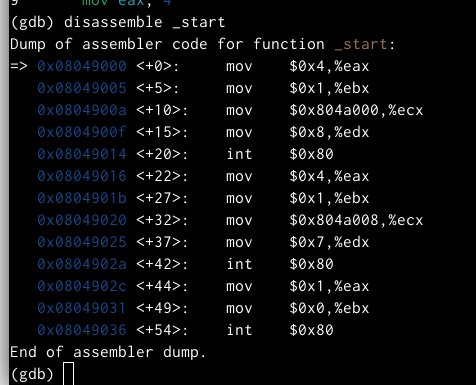 9 mov eax, 4
(gdb) disassemble _start
Dump of assembler code for function _start:
=> 0x08049000 <+0>: mov $0x4,%eax
0x08049005 <+5>: mov $0x1,%ebx
0x0804900a <+10>: mov $0x804a000,%ecx
0x0804900f <+15>: mov $0x8,%edx
0x08049014 <+20>: int $0x80
0x08049016 <+22>: mov $0x4,%eax
0x0804901b <+27>: mov $0x1,%ebx
0x08049020 <+32>: mov $0x804a008,%ecx
0x08049025 <+37>: mov $0x7,%edx
0x0804902a <+42>: int $0x80
0x0804902c <+44>: mov $0x1,%eax
0x08049031 <+49>: mov $0x0,%ebx
0x08049036 <+54>: int $0x80
End of assembler dump.
(gdb)